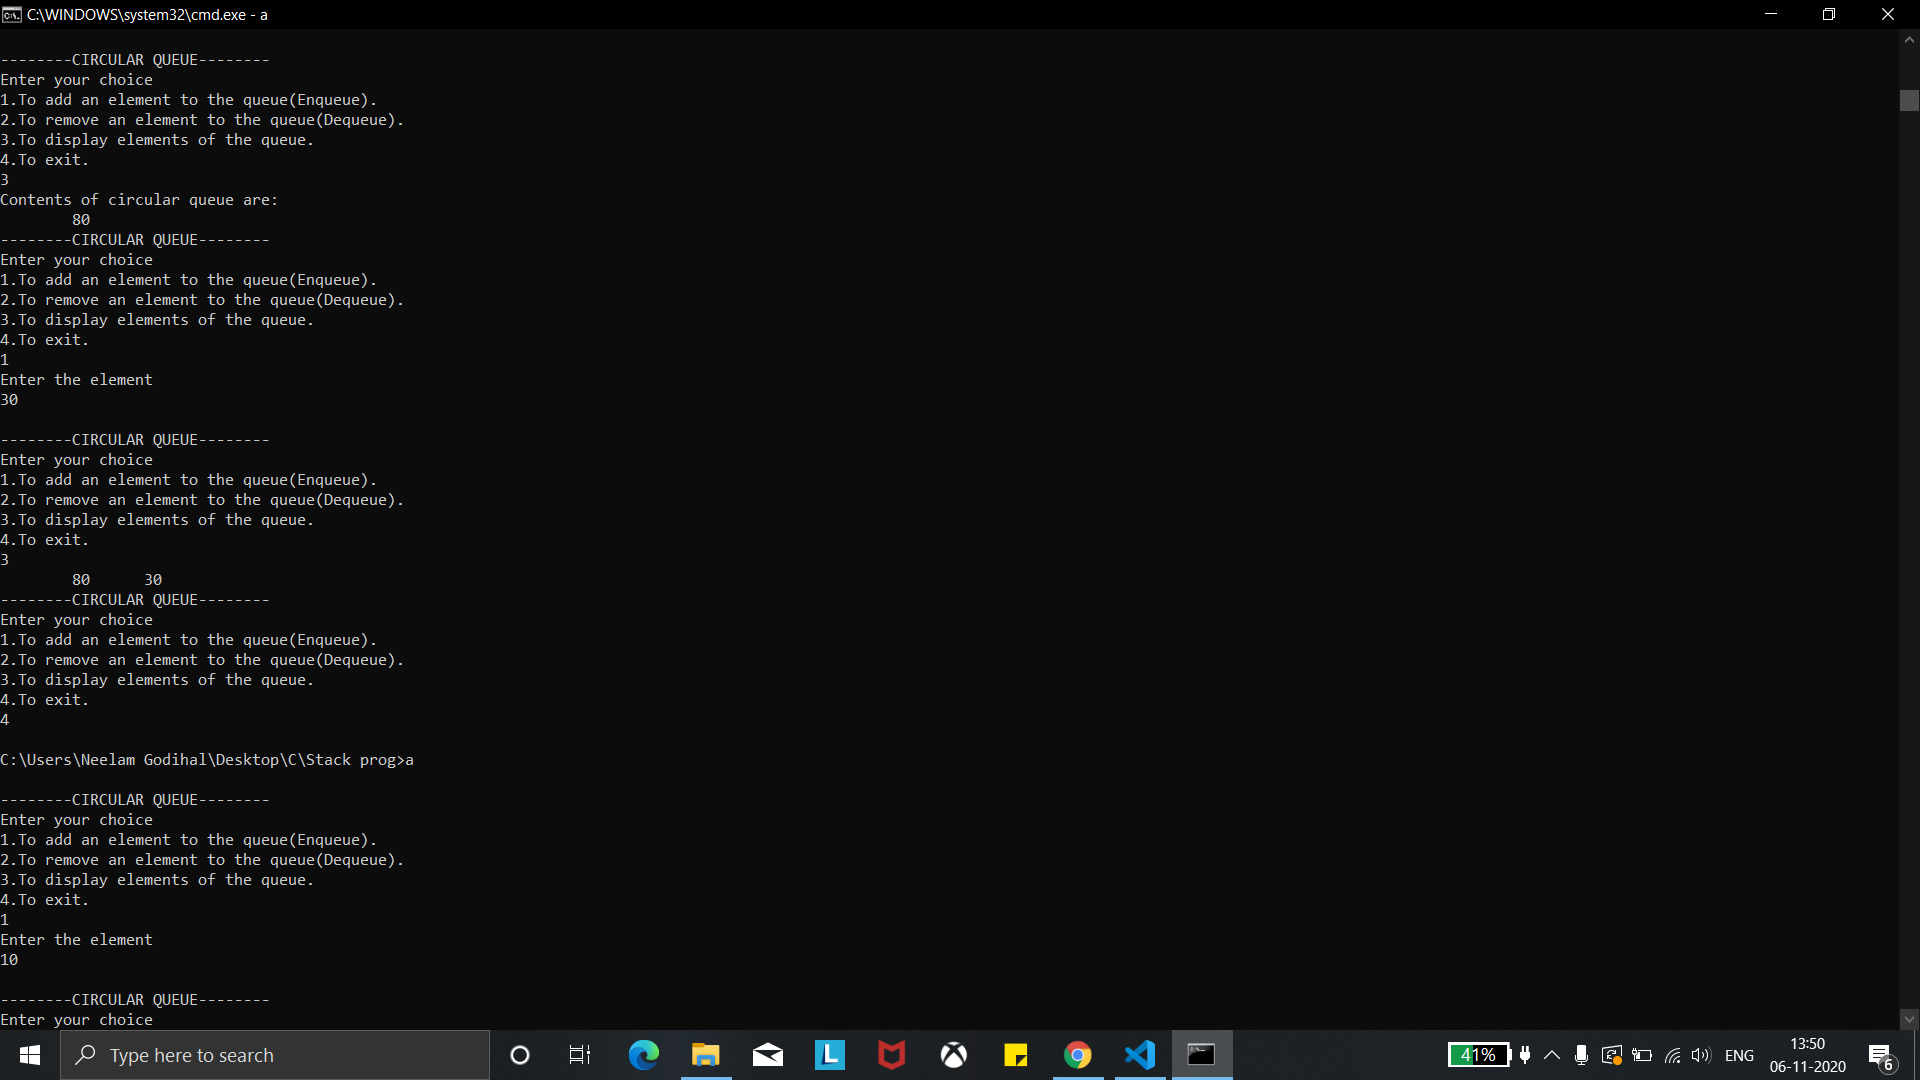 C:\WINDOWS\system32\cmd.exe - a
--------CIRCULAR QUEUE--------
Enter your choice
1.To add an element to the queue(Enqueue).
2.To remove an element to the queue(Dequeue).
3.To display elements of the queue.
4.To exit.
3
Contents of circular queue are:
80
--------CIRCULAR QUEUE--------
Enter your choice
1.To add an element to the queue(Enqueue).
2.To remove an element to the queue(Dequeue).
3.To display elements of the queue.
4.To exit.
1
Enter the element
30
--------CIRCULAR QUEUE--------
Enter your choice
1.To add an element to the queue(Enqueue).
2.To remove an element to the queue(Dequeue).
3.To display elements of the queue.
4.To exit.
3
80 30
--------CIRCULAR QUEUE--------
Enter your choice
1.To add an element to the queue(Enqueue).
2.To remove an element to the queue(Dequeue).
3.To display elements of the queue.
4.To exit.
4
C:\Users\Neelam Godihal\Desktop\C\Stack prog>a
--------CIRCULAR QUEUE--------
Enter your choice
1.To add an element to the queue(Enqueue).
2.To remove an element to the queue(Dequeue).
3.To display elements of the queue.
4.To exit.
1
Enter the element
10
--------CIRCULAR QUEUE--------
Enter your choice
Type here to search
L
41%
ENG
13:50
06-11-2020
6